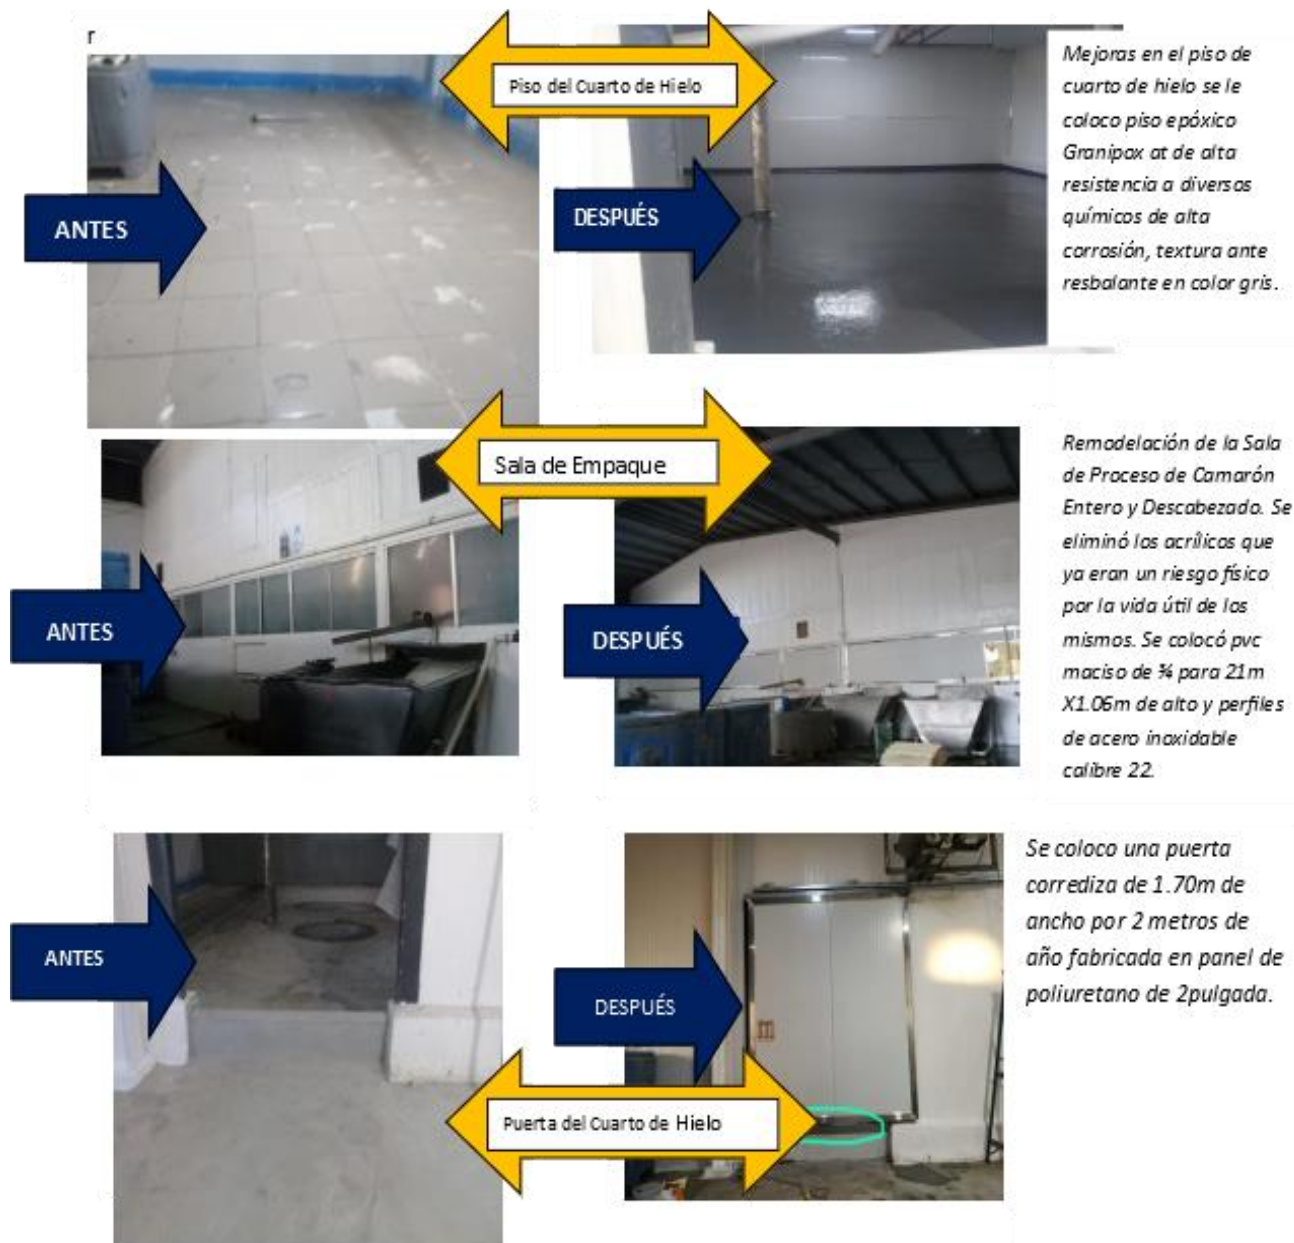 r
Piso del Cuarto de Hielo
ANTES
DESPUÉS
Mejoras en el piso de
cuarto de hielo se le
coloco piso epóxico
Granipox at de alta
resistencia a diversos
químicos de alta
corrosión, textura ante
resbalante en color gris.
Sala de Empaque
ANTES
DESPUÉS
Remodelación de la Sala
de Proceso de Camarón
Entero y Descabezado. Se
eliminó los acrílicos que
ya eran un riesgo físico
por la vida útil de los
mismos. Se colocó pvc
maciso de ¾ para 21m
X1.06m de alto y perfiles
de acero inoxidable
calibre 22.
ANTES
DESPUÉS
Se coloco una puerta
corrediza de 1.70m de
ancho por 2 metros de
año fabricada en panel de
poliuretano de 2pulgada.
Puerta del Cuarto de Hielo